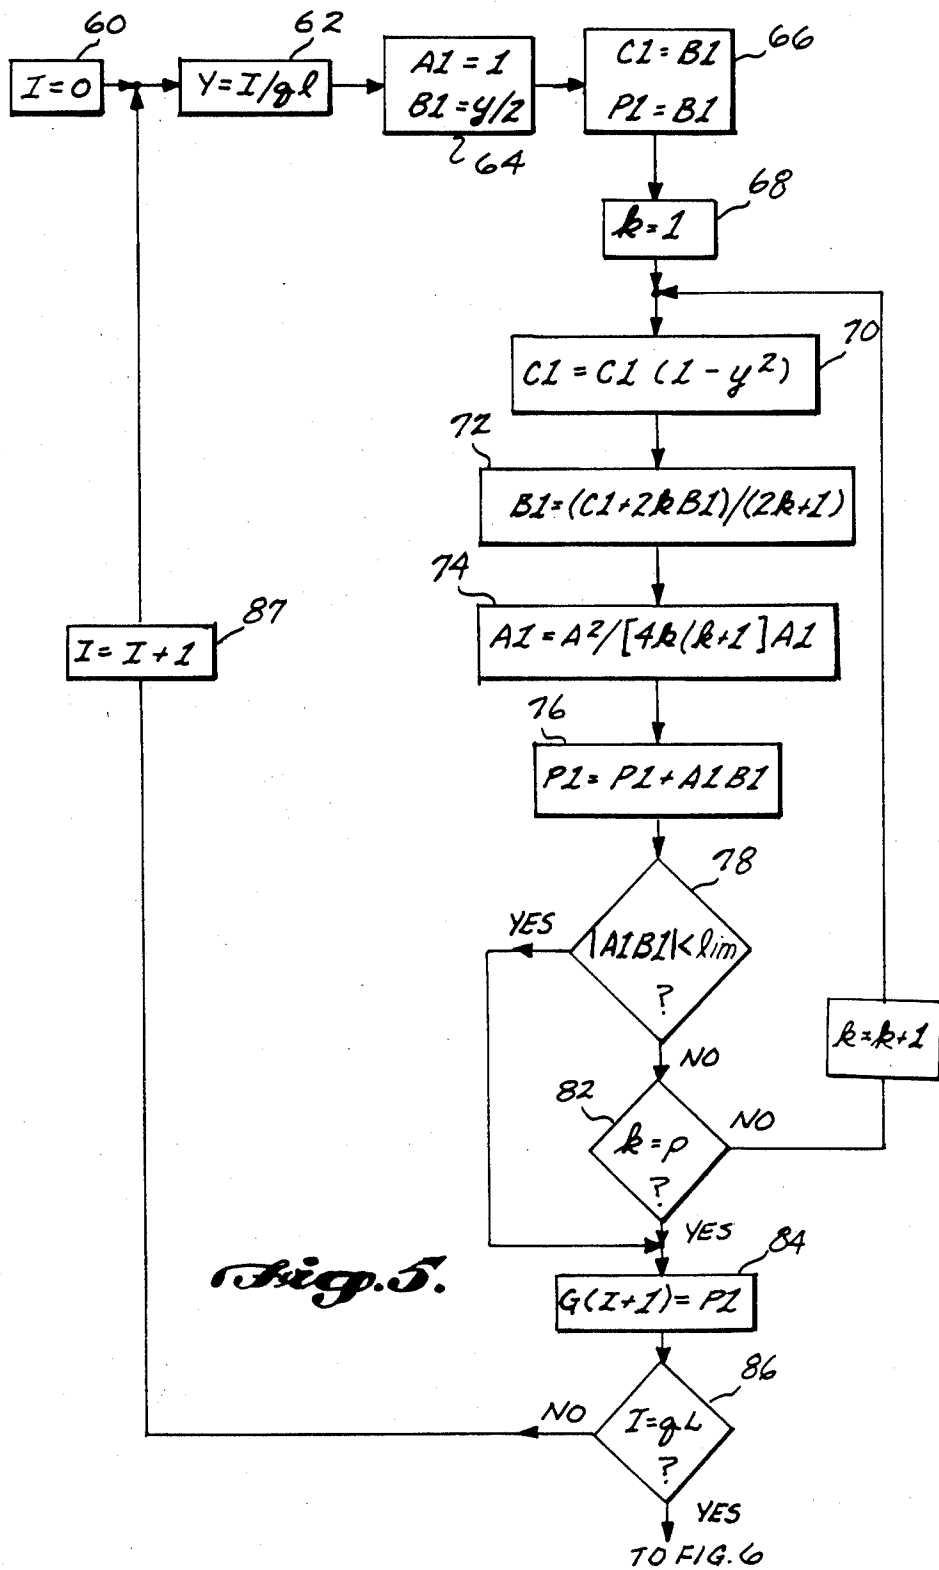 60
I=0
62
Y=I/ql
A1=1
B1=y/2
64
C1=B1
P1=B1
66
68
k=1
70
C1=C1(1-y²)
72
B1=(C1+2kB1)/(2k+1)
74
A1=A²/[4k(k+1]A1
87
I=I+1
76
P1=P1+A1B1
78
YES
|A1B1|<lim
?
NO
k=k+1
82
k=p
?
NO
YES
Fig.5.
84
G(I+1)=P1
86
NO
I=qL
?
YES
TO FIG.6